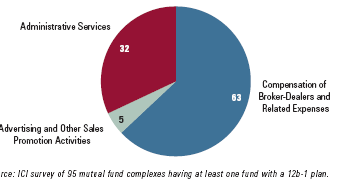 Administrative Services
32
63
Compensation of
Broker-Dealers and
Related Expenses
5
Advertising and Other Sales
Promotion Activities
rce: ICI survey of 95 mutual fund complexes having at least one fund with a 12b-1 plan.